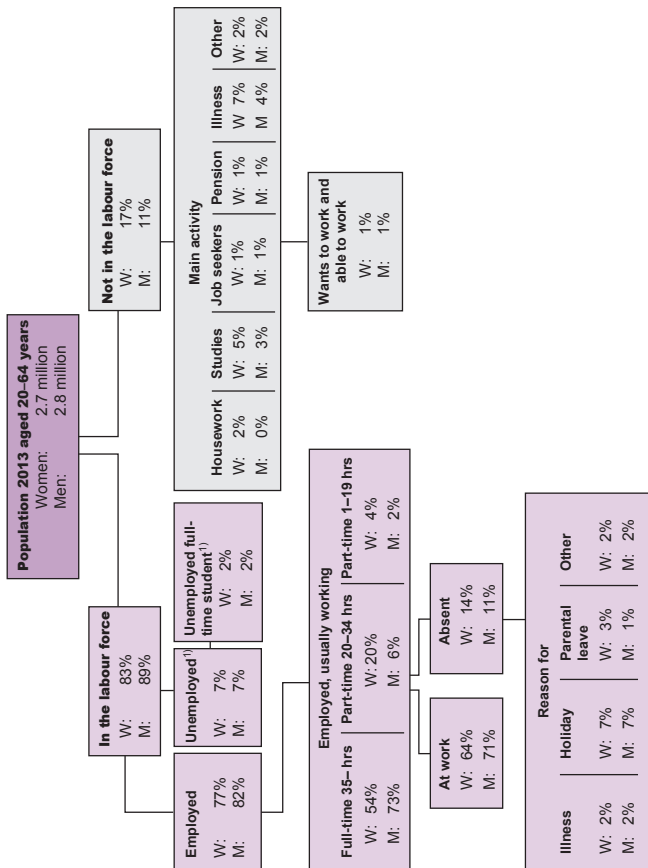 Population 2013 aged 20–64 years
Women: 2.7 million
Men: 2.8 million
In the labour force
W: 83%
M: 89%
Not in the labour force
W: 17%
M: 11%
Employed
W: 77%
M: 82%
Unemployed1)
W: 7%
M: 7%
Unemployed full-
time student1)
W: 2%
M: 2%
Main activity
Housework
W: 2%
M: 0%
Studies
W: 5%
M: 3%
Job seekers
W: 1%
M: 1%
Pension
W: 1%
M: 1%
Illness
W 7%
M 4%
Other
W: 2%
M: 2%
Wants to work and
able to work
W: 1%
M: 1%
Employed, usually working
Full-time 35– hrs
W: 54%
M: 73%
Part-time 20–34 hrs
W: 20%
M: 6%
Part-time 1–19 hrs
W: 4%
M: 2%
At work
W: 64%
M: 71%
Absent
W: 14%
M: 11%
Reason for
Illness
W: 2%
M: 2%
Holiday
W: 7%
M: 7%
Parental
leave
W: 3%
M: 1%
Other
W: 2%
M: 2%